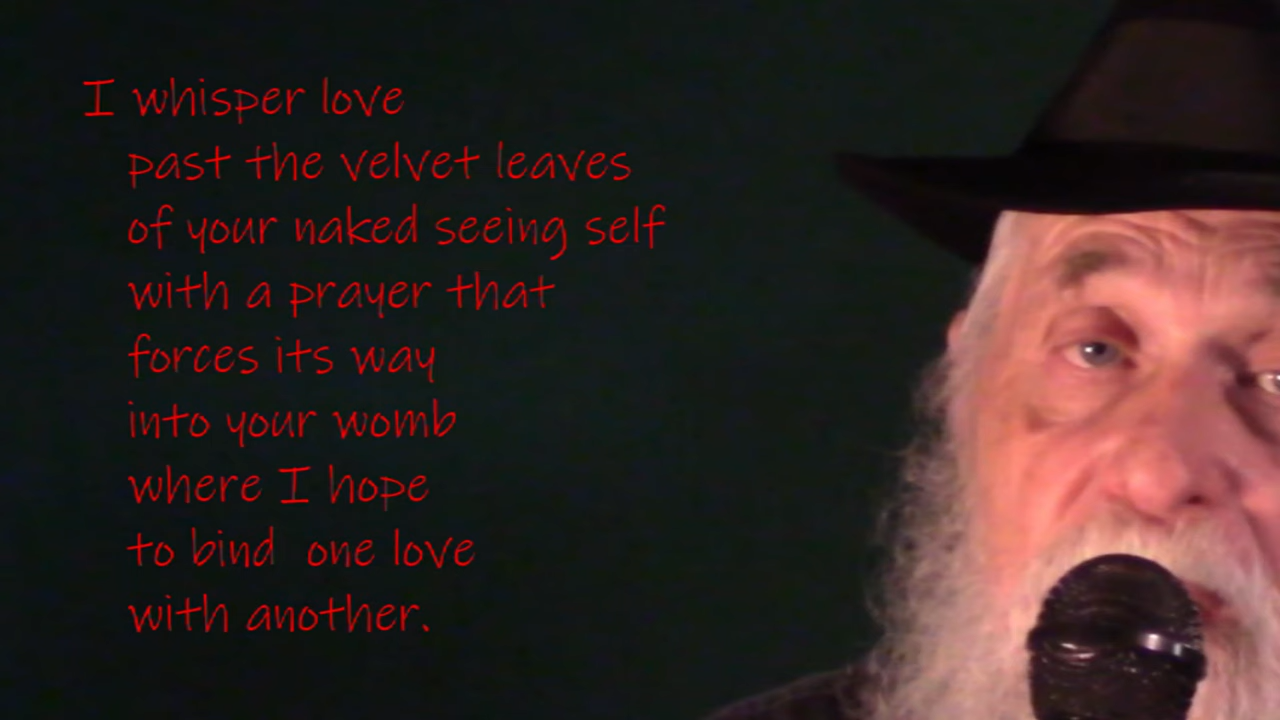 I whisper love
past the velvet leaves
of your naked seeing self
with a prayer that
forces its way
into your womb
where I hope
to bind  one love
with another.